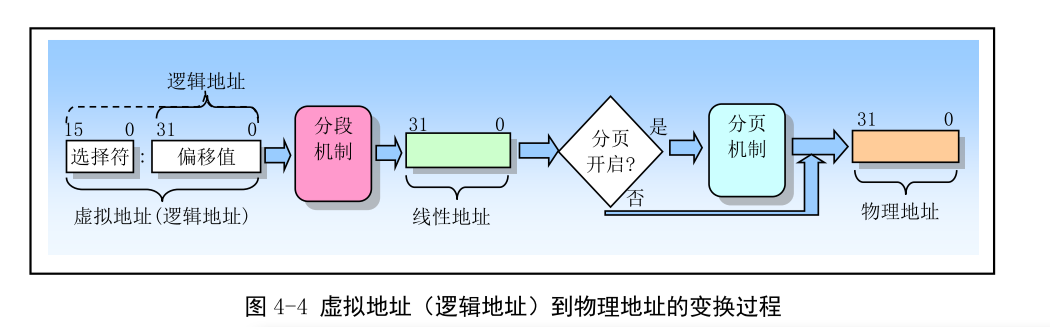 逻辑地址
15 0 31 0
选择符 : 偏移值
虚拟地址(逻辑地址)
分段
机制
31 0
线性地址
分页
开启?
是
否
分页
机制
31 0
物理地址
图 4-4 虚拟地址（逻辑地址）到物理地址的变换过程